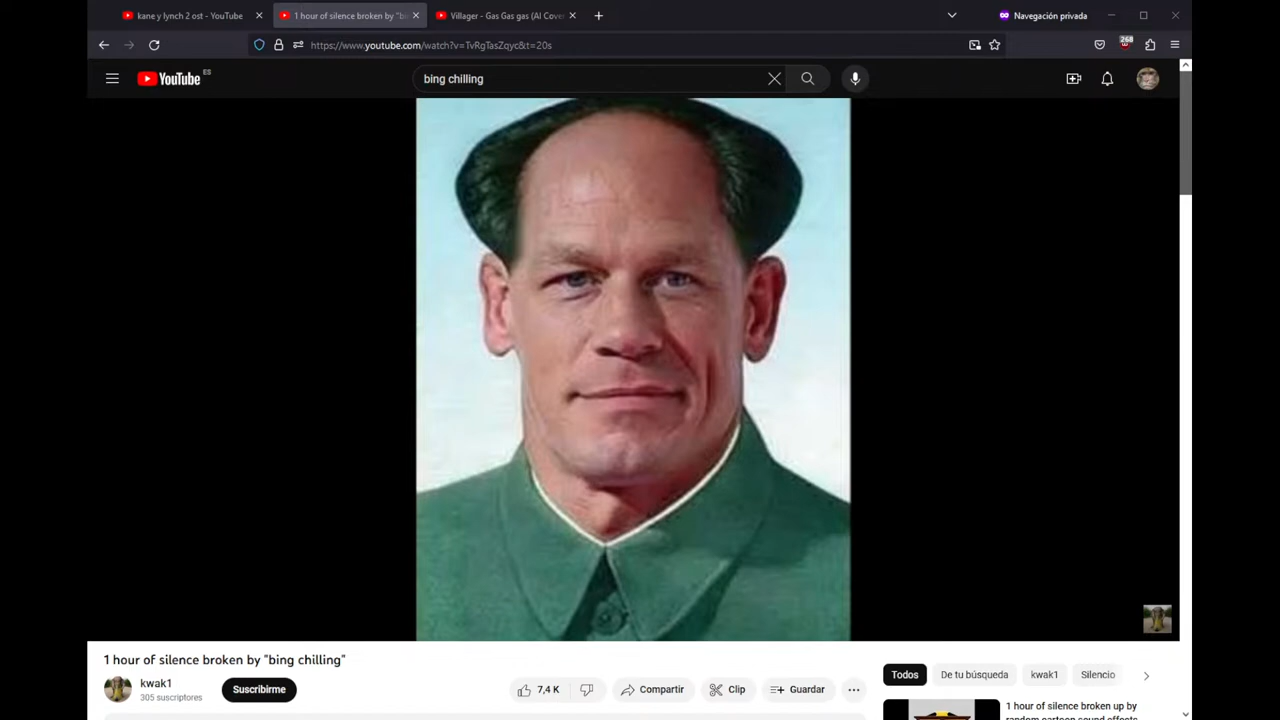 kane y lynch 2 ost - YouTube
1 hour of silence broken by "bin
Villager - Gas Gas gas (AI Cove
Navegación privada
https://www.youtube.com/watch?v=TvRgTasZqyc&t=20s
268
YouTube ES
bing chilling
1 hour of silence broken by "bing chilling"
kwak1
305 suscriptores
Suscribirme
7,4 K
Compartir
Clip
Guardar
Todos
De tu búsqueda
kwak1
Silencio
1 hour of silence broken up by
random cartoon sound effects